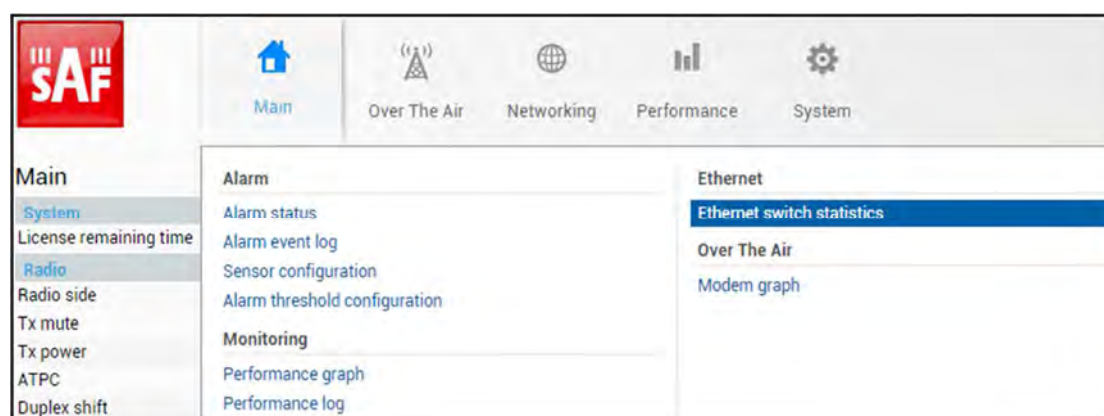 SAF
Main
Over The Air
Networking
Performance
System
Main
System
License remaining time
Radio
Radio side
Tx mute
Tx power
ATPC
Duplex shift
Alarm
Alarm status
Alarm event log
Sensor configuration
Alarm threshold configuration
Monitoring
Performance graph
Performance log
Ethernet
Ethernet switch statistics
Over The Air
Modem graph